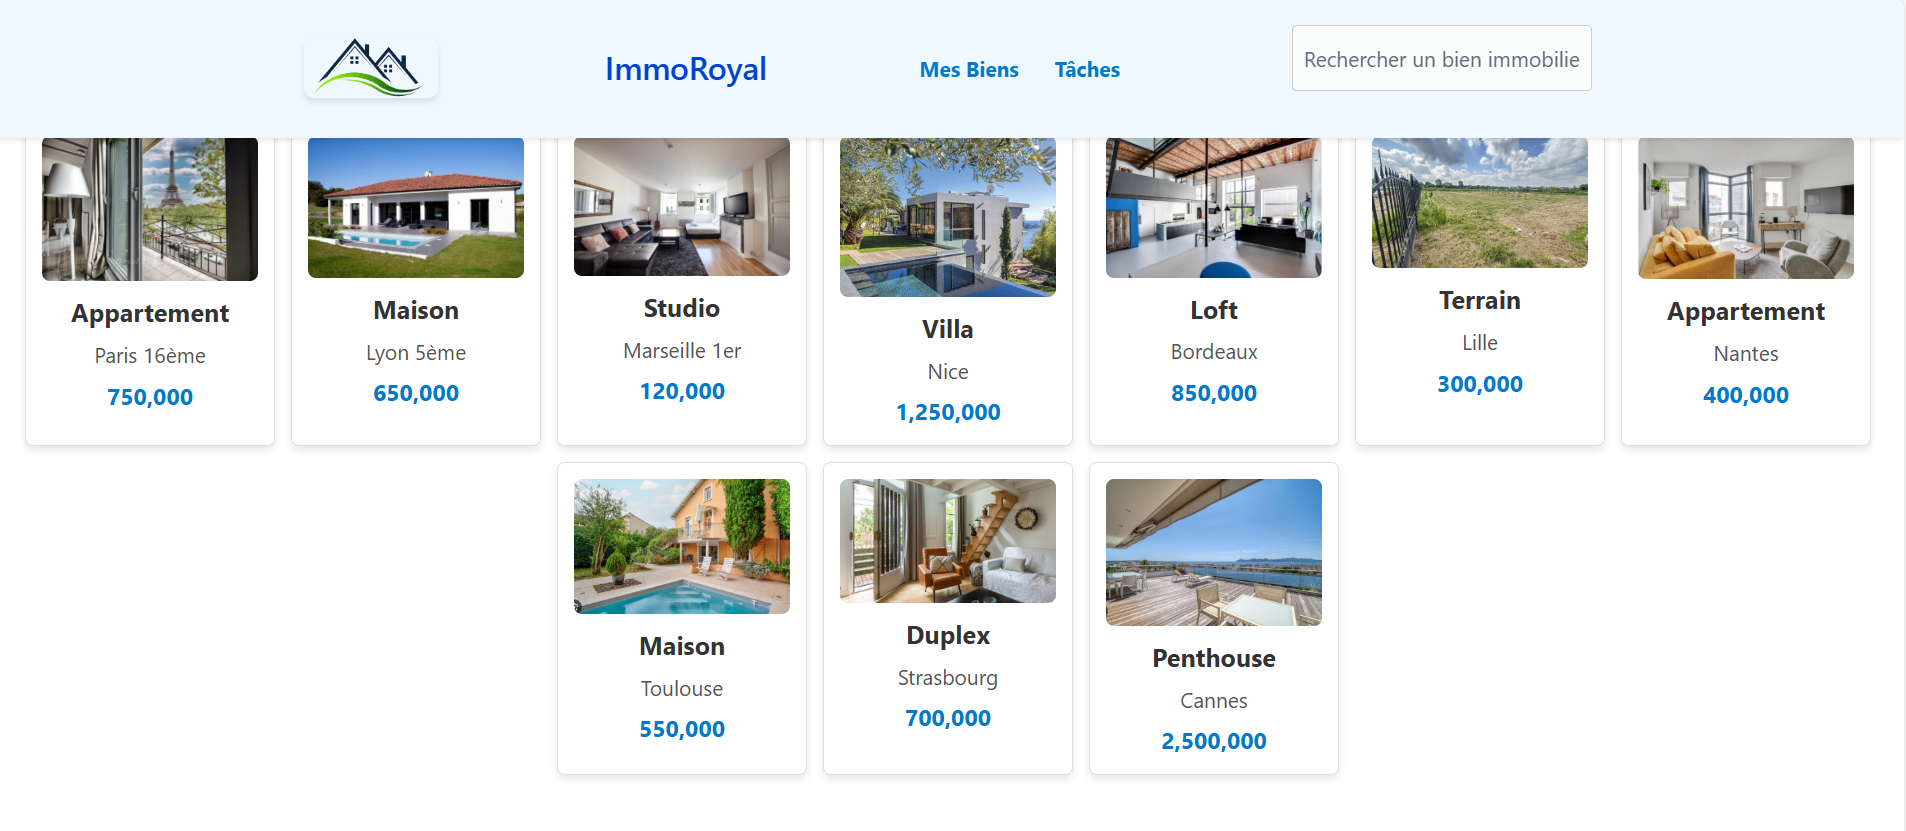 ImmoRoyal
Mes Biens
Tâches
Rechercher un bien immobilie
Appartement
Paris 16ème
750,000
Maison
Lyon 5ème
650,000
Studio
Marseille 1er
120,000
Villa
Nice
1,250,000
Loft
Bordeaux
850,000
Terrain
Lille
300,000
Appartement
Nantes
400,000
Maison
Toulouse
550,000
Duplex
Strasbourg
700,000
Penthouse
Cannes
2,500,000